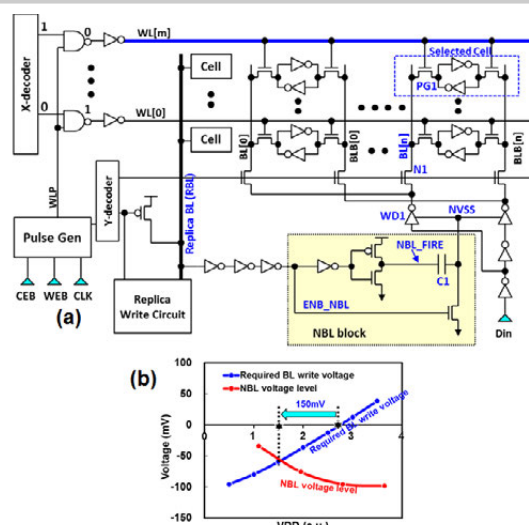 X-decoder
1
0
WL[m]
Cell
Selected Cell
PG1
0
1
WL[0]
Cell
BL[0]
BLB[0]
BL[n]
BLB[n]
WLP
Y-decoder
Replica BL (RBL)
N1
WD1
NVSS
Pulse Gen
NBL_FIRE
C1
CEB WEB CLK
Replica
Write Circuit
ENB_NBL
NBL block
Din
(a)
(b)
100
50
0
-50
-100
-150
Voltage (mV)
Required BL write voltage
NBL voltage level
150mV
Required BL write voltage
NBL voltage level
0 1 2 3 4